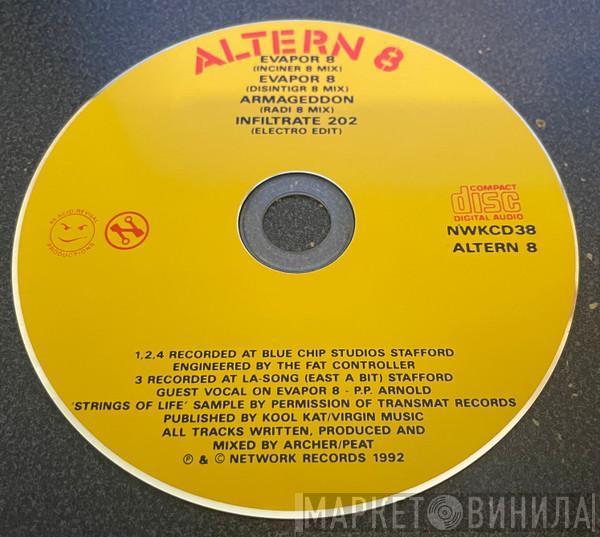 ALTERN 8
EVAPOR 8
(INCINER 8 MIX)
EVAPOR 8
(DISINTIGR 8 MIX)
ARMAGEDDON
(RADI 8 MIX)
INFILTRATE 202
(ELECTRO EDIT)
ACID REVIVAL
PRODUCTIONS
COMPACT
disc
DIGITAL AUDIO
NWKCD38
ALTERN 8
1,2,4 RECORDED AT BLUE CHIP STUDIOS STAFFORD
ENGINEERED BY THE FAT CONTROLLER
3 RECORDED AT LA-SONG (EAST A BIT) STAFFORD
GUEST VOCAL ON EVAPOR 8 - P.P. ARNOLD
'STRINGS OF LIFE' SAMPLE BY PERMISSION OF TRANSMAT RECORDS
PUBLISHED BY KOOL KAT/VIRGIN MUSIC
ALL TRACKS WRITTEN, PRODUCED AND
MIXED BY ARCHER/PEAT
℗ & © NETWORK RECORDS 1992
МАРКЕТ ВИНИЛА